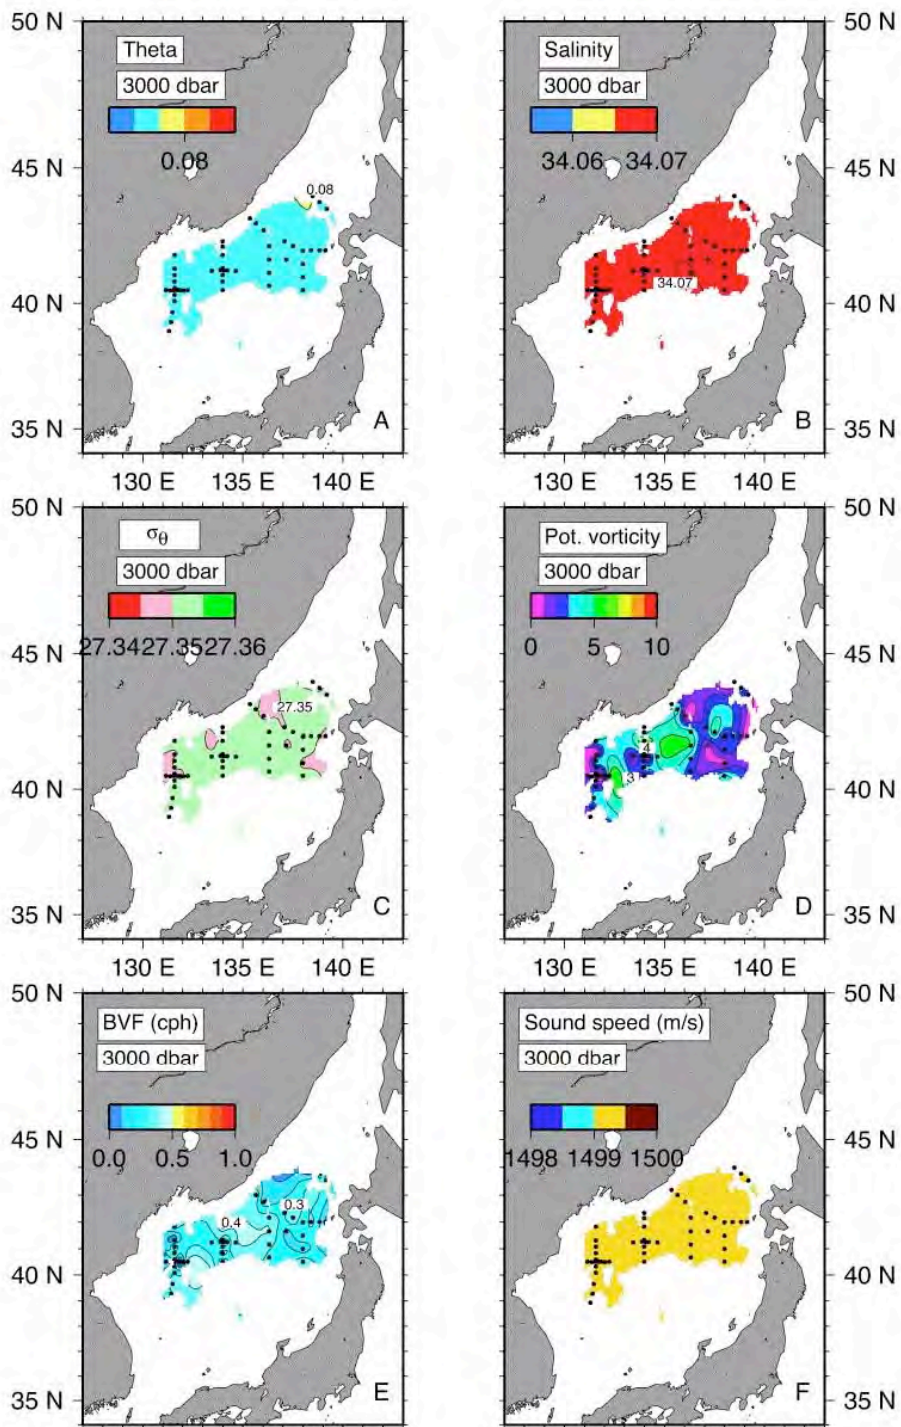 50 N
50 N
Theta
3000 dbar
0.08
0.08
A
Salinity
3000 dbar
34.06 34.07
34.07
B
45 N
45 N
40 N
40 N
35 N
35 N
130 E 135 E 140 E
130 E 135 E 140 E
50 N
50 N
σθ
3000 dbar
27.34 27.35 27.36
27.35
C
Pot. vorticity
3000 dbar
0 5 10
4
3
D
45 N
45 N
40 N
40 N
35 N
35 N
130 E 135 E 140 E
130 E 135 E 140 E
50 N
50 N
BVF (cph)
3000 dbar
0.0 0.5 1.0
0.3
0.4
E
Sound speed (m/s)
3000 dbar
1498 1499 1500
F
45 N
45 N
40 N
40 N
35 N
35 N